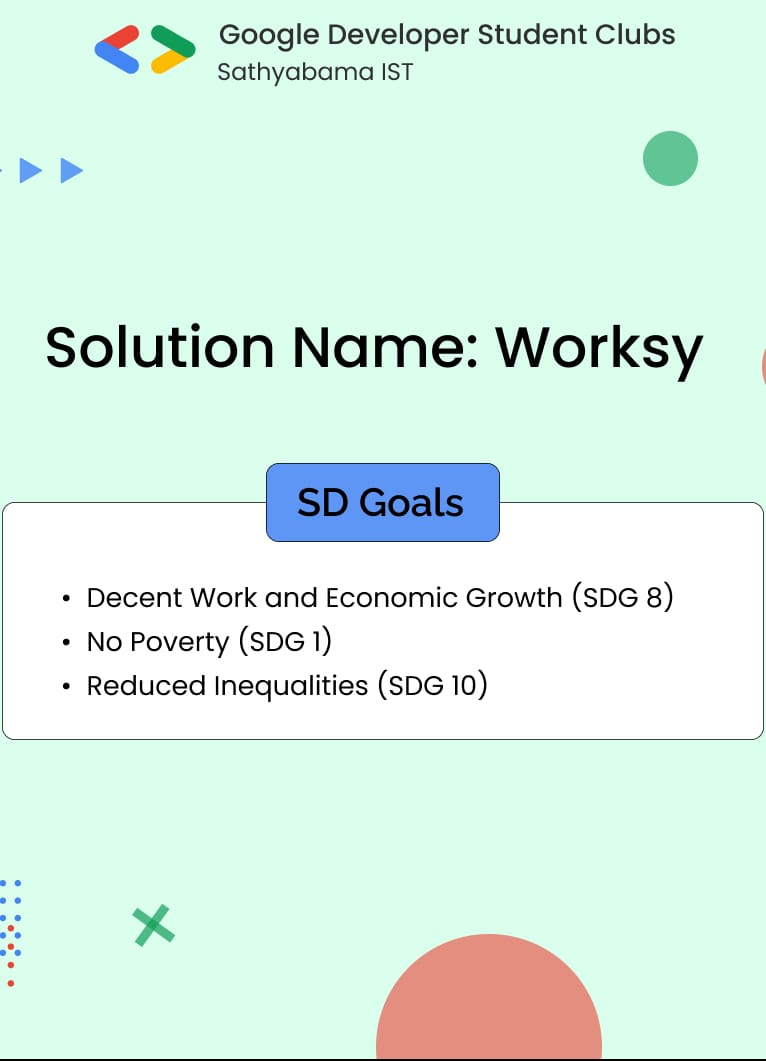 Google Developer Student Clubs
Sathyabama IST
Solution Name: Worksy
SD Goals
• Decent Work and Economic Growth (SDG 8)
• No Poverty (SDG 1)
• Reduced Inequalities (SDG 10)